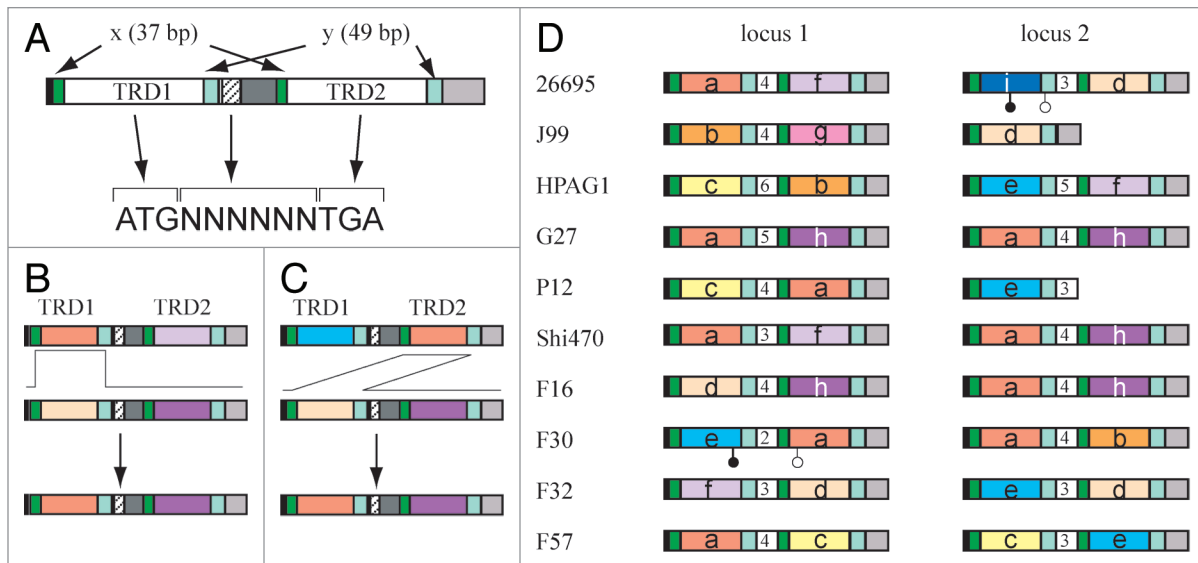 A
x (37 bp) y (49 bp)
TRD1 TRD2
ATGNNNNNNTGA
B
TRD1 TRD2
C
TRD1 TRD2
D
locus 1 locus 2
26695 a 4 f i 3 d
J99 b 4 g d
HPAG1 c 6 b e 5 f
G27 a 5 h a 4 h
P12 c 4 a e 3
Shi470 a 3 f a 4 h
F16 d 4 h a 4 h
F30 e 2 a a 4 b
F32 f 3 d e d
F57 a 4 c c 3 e